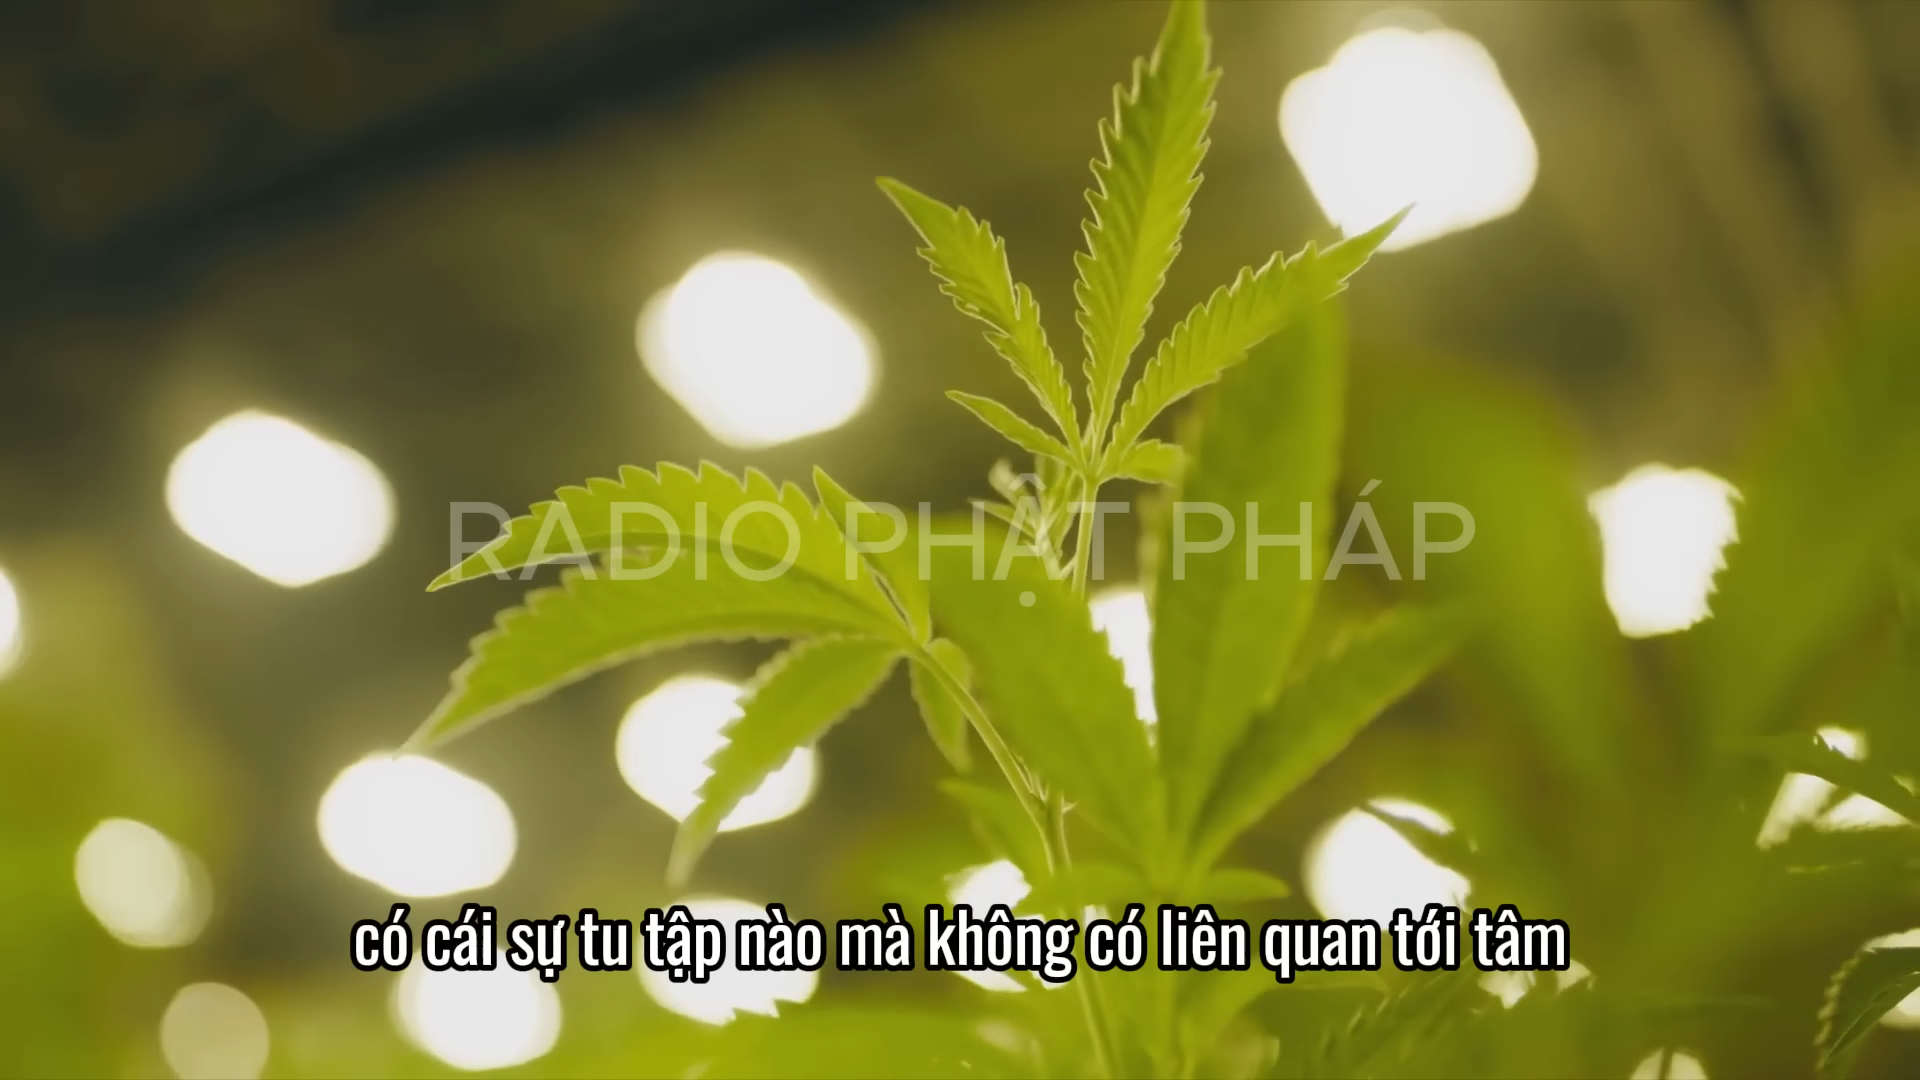 RADIO PHẬT PHÁP
có cái sự tu tập nào mà không có liên quan tới tâm